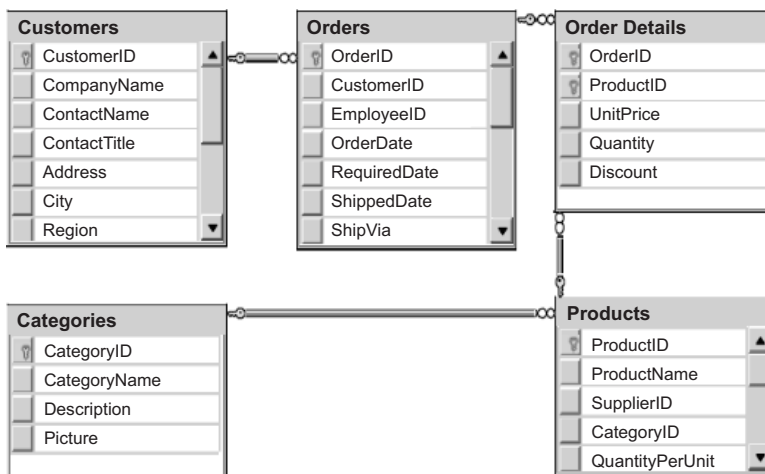 Customers
CustomerID
CompanyName
ContactName
ContactTitle
Address
City
Region
Orders
OrderID
CustomerID
EmployeeID
OrderDate
RequiredDate
ShippedDate
ShipVia
Order Details
OrderID
ProductID
UnitPrice
Quantity
Discount
Categories
CategoryID
CategoryName
Description
Picture
Products
ProductID
ProductName
SupplierID
CategoryID
QuantityPerUnit